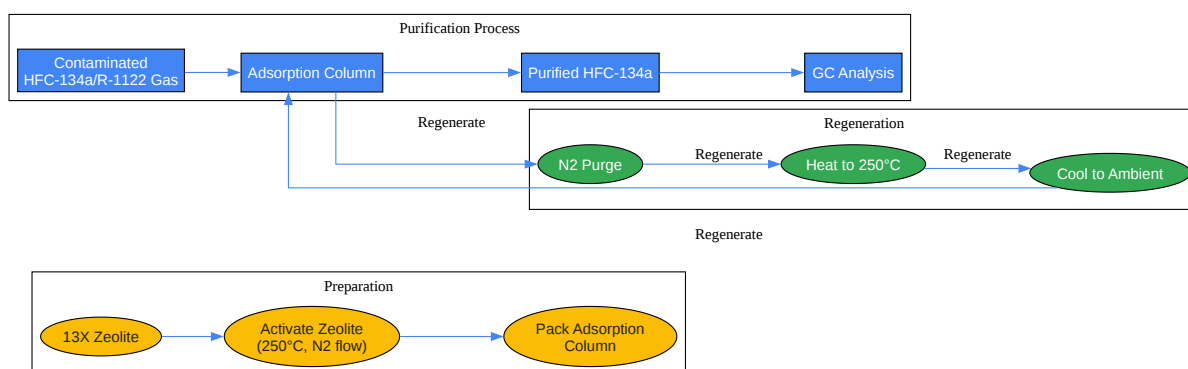 Purification Process
Contaminated
HFC-134a/R-1122 Gas
Adsorption Column
Purified HFC-134a
GC Analysis
Regenerate
Regeneration
N2 Purge
Regenerate
Heat to 250°C
Regenerate
Cool to Ambient
Regenerate
Preparation
13X Zeolite
Activate Zeolite
(250°C, N2 flow)
Pack Adsorption
Column